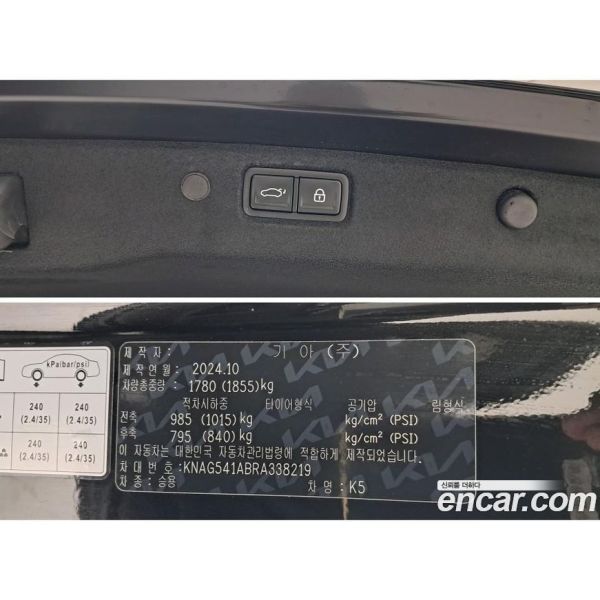 제 작 자 : 기 아 (주)
제작연월 : 2024.10
차량총중량 : 1780 (1855)kg
적차시하중 타이어형식 공기압 림형식
전축 985 (1015)kg kg/cm² (PSI)
후축 795 (840)kg kg/cm² (PSI)
이 자동차는 대한민국 자동차관리법령에 적합하게 제작되었습니다.
차 대 번 호 : KNAG541ABRA338219
차 종 : 승용 차 명 : K5
kPa(bar/psi)
240 240
(2.4/35) (2.4/35)
240 240
(2.4/35) (2.4/35)
KIA
신뢰를 더하다
encar.com